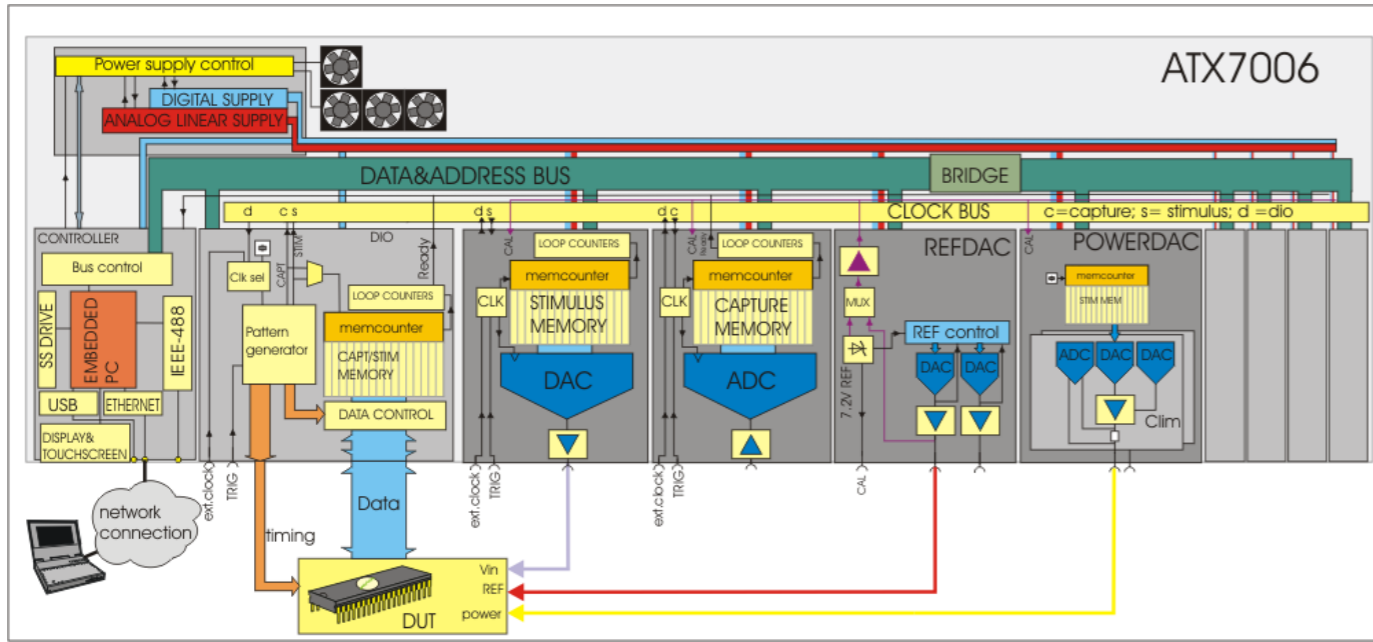 ATX7006
Power supply control
DIGITAL SUPPLY
ANALOG LINEAR SUPPLY
DATA&ADDRESS BUS
BRIDGE
d
c s
d s
d c
CLOCK BUS
c=capture; s= stimulus; d =dio
CONTROLLER
Bus control
SS DRIVE
EMBEDDED
PC
IEEE-488
USB
ETHERNET
DISPLAY&
TOUCHSCREEN
DIO
Clk sel
CAPT
STIM
Ready
LOOP COUNTERS
Pattern
generator
memcounter
CAPT/STIM
MEMORY
DATA CONTROL
CAL
LOOP COUNTERS
CLK
memcounter
STIMULUS
MEMORY
DAC
CAL
Ready
LOOP COUNTERS
CLK
memcounter
CAPTURE
MEMORY
ADC
REFDAC
MUX
REF control
7.2V REF
DAC
DAC
CAL
POWERDAC
memcounter
STIM MEM
ADC
DAC
DAC
Clim
ext.clock
TRIG
ext.clock
TRIG
ext.clock
TRIG
CAL
network
connection
timing
Data
Vin
REF
power
DUT